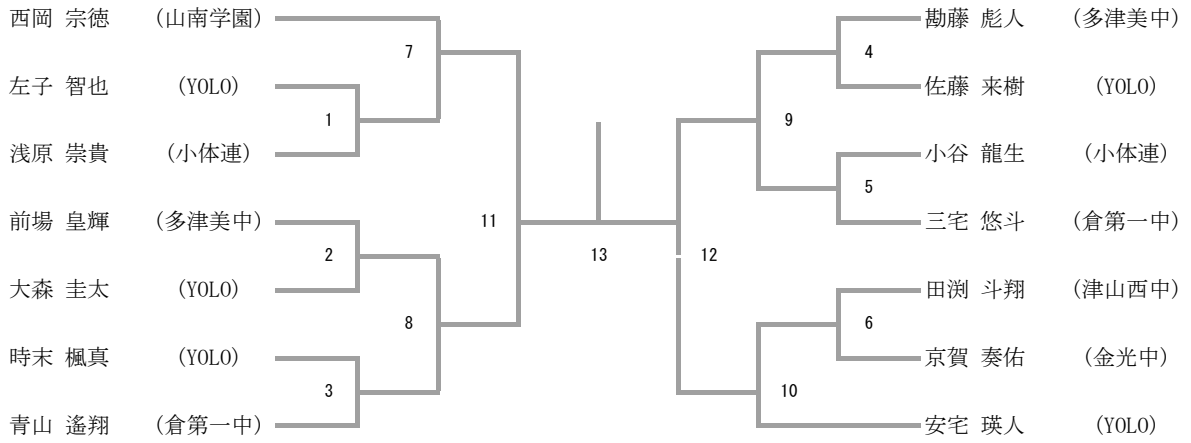 西岡 宗徳 (山南学園)
7
左子 智也 (YOLO)
1
浅原 崇貴 (小体連)
前場 皇輝 (多津美中)
11
2
大森 圭太 (YOLO)
8
時末 楓真 (YOLO)
3
青山 遙翔 (倉第一中)
13
勘藤 彪人 (多津美中)
4
佐藤 来樹 (YOLO)
9
小谷 龍生 (小体連)
5
三宅 悠斗 (倉第一中)
12
田渕 斗翔 (津山西中)
6
京賀 奏佑 (金光中)
10
安宅 瑛人 (YOLO)